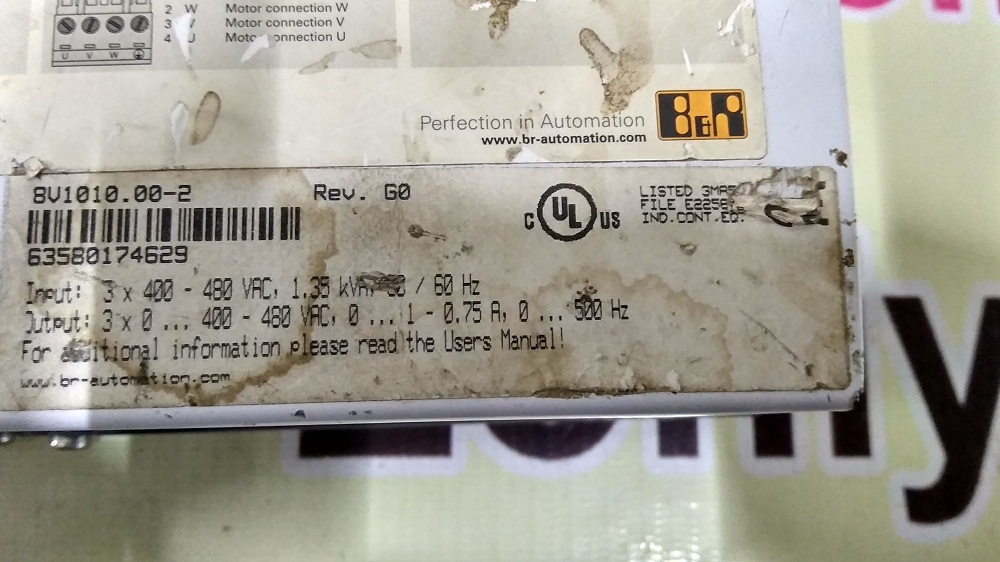 2 W Motor connection W
3 V Motor connection V
4 U Motor connection U
U V W
Perfection in Automation
www.br-automation.com
B&R
8V1010.00-2 Rev. G0
63580174629
C UL US
LISTED
FILE
IND.CONT.EQ.
Input: 3 x 400 - 480 VAC, 1.35 kVA, / 60 Hz
Output: 3 x 0 ... 400 - 480 VAC, 0 ... 1 - 0.75 A, 0 ... 500 Hz
For additional information please read the Users Manual!
www.br-automation.com